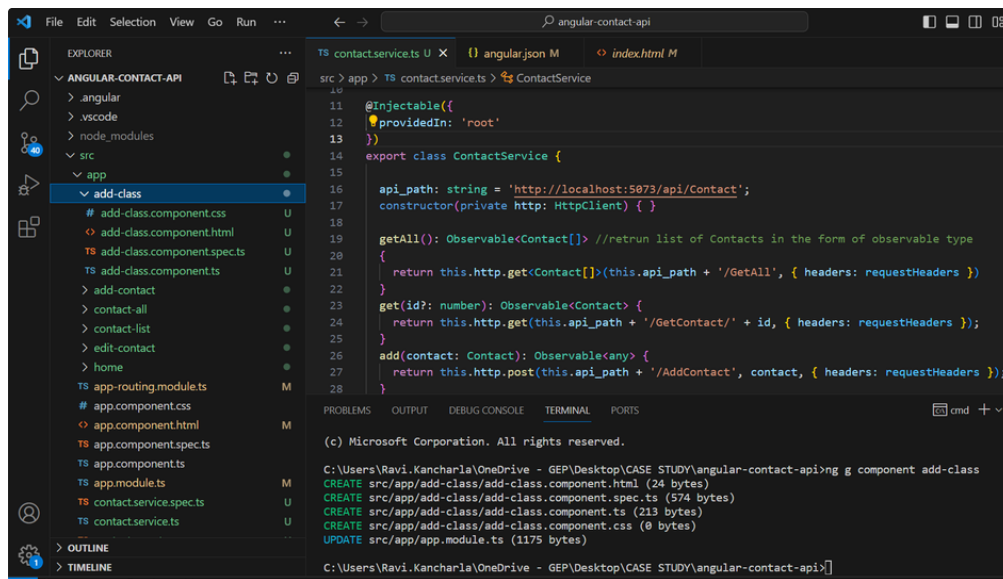 File Edit Selection View Go Run ··· angular-contact-api
EXPLORER ···
ANGULAR-CONTACT-API
.angular
.vscode
node_modules
src
app
add-class
# add-class.component.css U
<> add-class.component.html U
TS add-class.component.spec.ts U
TS add-class.component.ts U
add-contact
contact-all
contact-list
edit-contact
home
TS app-routing.module.ts M
# app.component.css
<> app.component.html M
TS app.component.spec.ts
TS app.component.ts
TS app.module.ts M
TS contact.service.spec.ts U
TS contact.service.ts U
OUTLINE
TIMELINE
40
1
TS contact.service.ts U × {} angular.json M <> index.html M
src > app > TS contact.service.ts > ContactService
10
11 @Injectable({
12 providedIn: 'root'
13 })
14 export class ContactService {
15
16 api_path: string = 'http://localhost:5073/api/Contact';
17 constructor(private http: HttpClient) { }
18
19 getAll(): Observable<Contact[]> //retrun list of Contacts in the form of observable type
20 {
21 return this.http.get<Contact[]>(this.api_path + '/GetAll', { headers: requestHeaders })
22 }
23 get(id?: number): Observable<Contact> {
24 return this.http.get(this.api_path + '/GetContact/' + id, { headers: requestHeaders });
25 }
26 add(contact: Contact): Observable<any> {
27 return this.http.post(this.api_path + '/AddContact', contact, { headers: requestHeaders });
28 }
PROBLEMS OUTPUT DEBUG CONSOLE TERMINAL PORTS cmd
(c) Microsoft Corporation. All rights reserved.
C:\Users\Ravi.Kancharla\OneDrive - GEP\Desktop\CASE STUDY\angular-contact-api>ng g component add-class
CREATE src/app/add-class/add-class.component.html (24 bytes)
CREATE src/app/add-class/add-class.component.spec.ts (574 bytes)
CREATE src/app/add-class/add-class.component.ts (213 bytes)
CREATE src/app/add-class/add-class.component.css (0 bytes)
UPDATE src/app/app.module.ts (1175 bytes)
C:\Users\Ravi.Kancharla\OneDrive - GEP\Desktop\CASE STUDY\angular-contact-api>